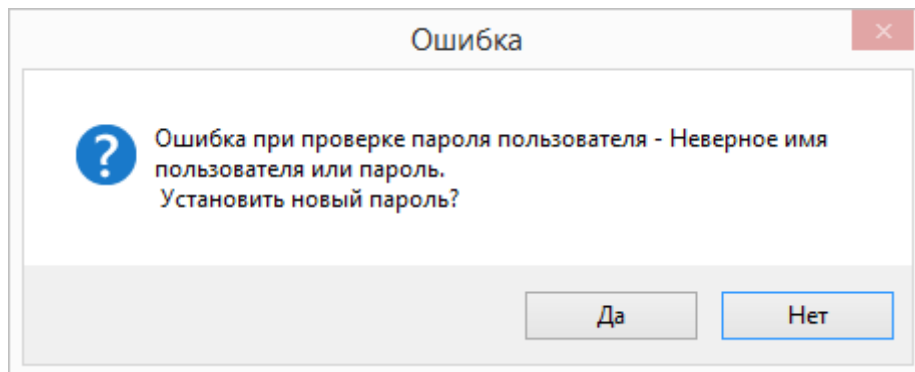 Ошибка
Ошибка при проверке пароля пользователя - Неверное имя
пользователя или пароль.
Установить новый пароль?
Да
Нет